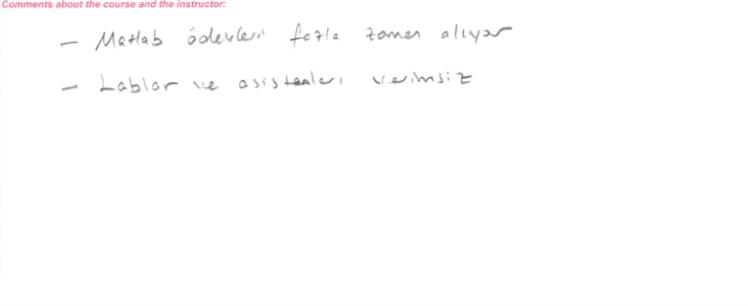 Comments about the course and the instructor:
- Matlab ödevleri fazla zaman alıyor
- Lablar ve asistanları verimsiz